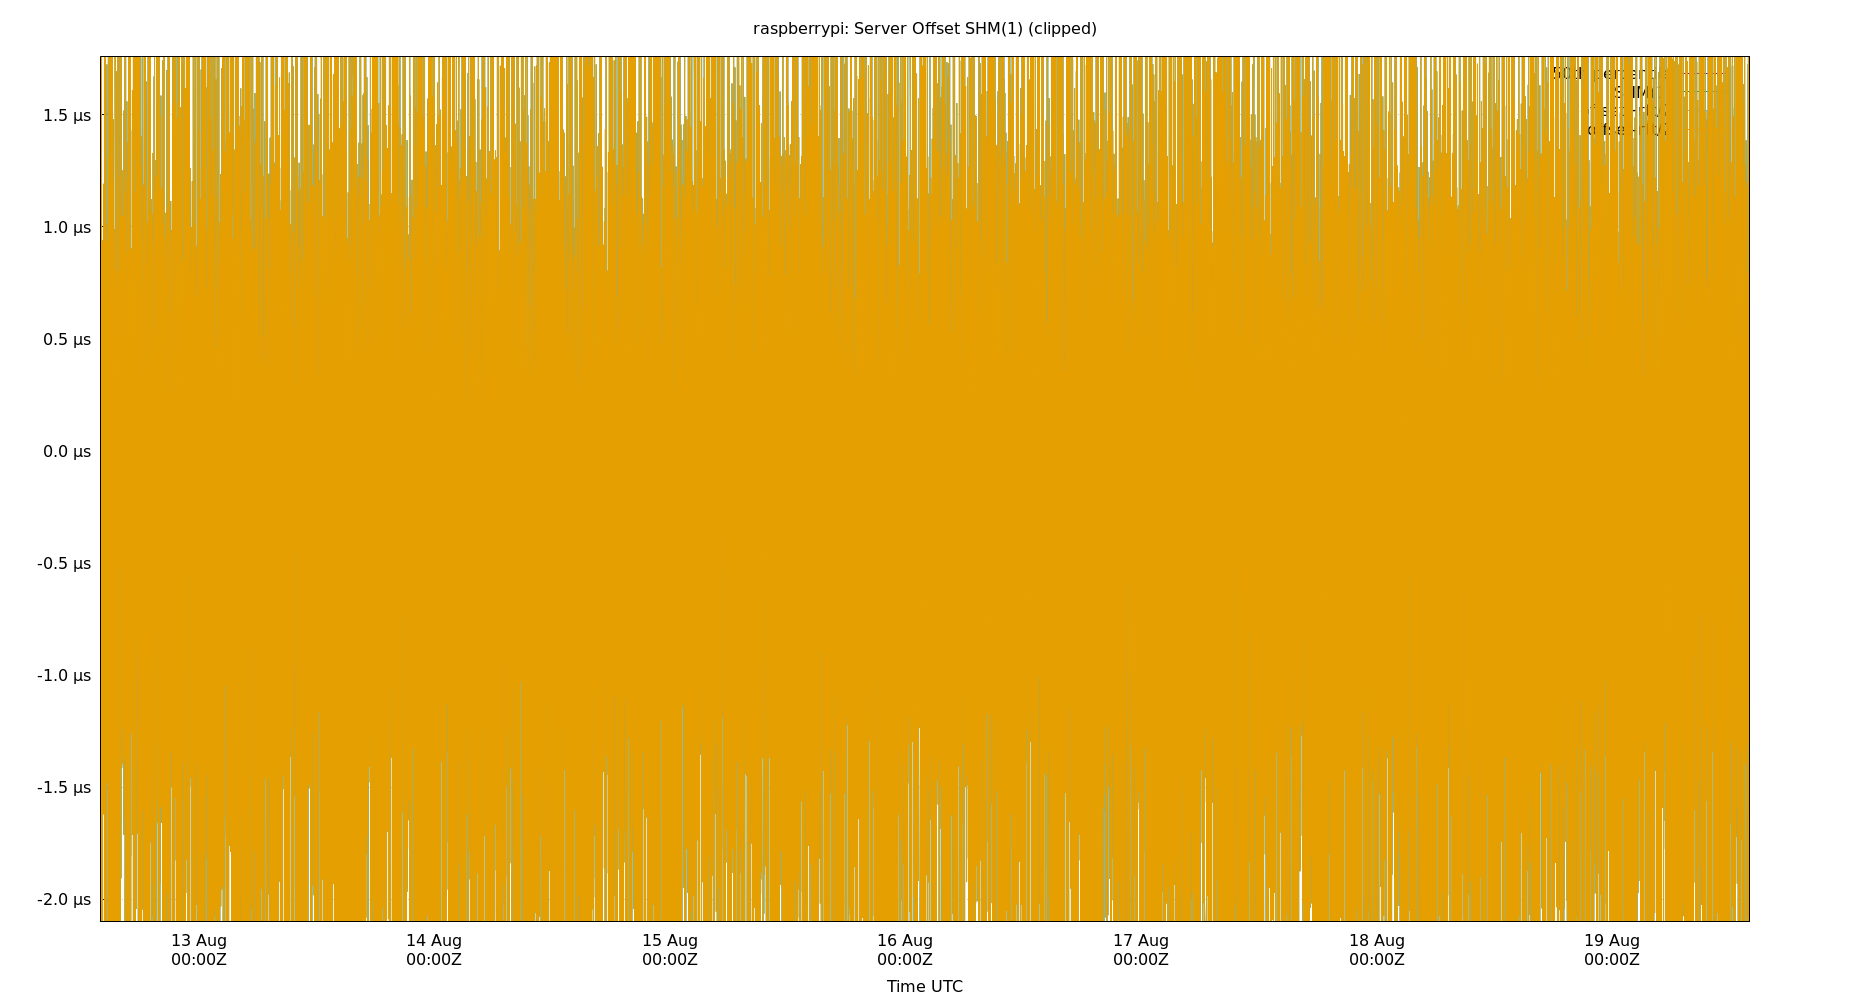 raspberrypi: Server Offset SHM(1) (clipped)
1.5 µs
1.0 µs
0.5 µs
0.0 µs
-0.5 µs
-1.0 µs
-1.5 µs
-2.0 µs
13 Aug 14 Aug 15 Aug 16 Aug 17 Aug 18 Aug 19 Aug
00:00Z 00:00Z 00:00Z 00:00Z 00:00Z 00:00Z 00:00Z
Time UTC